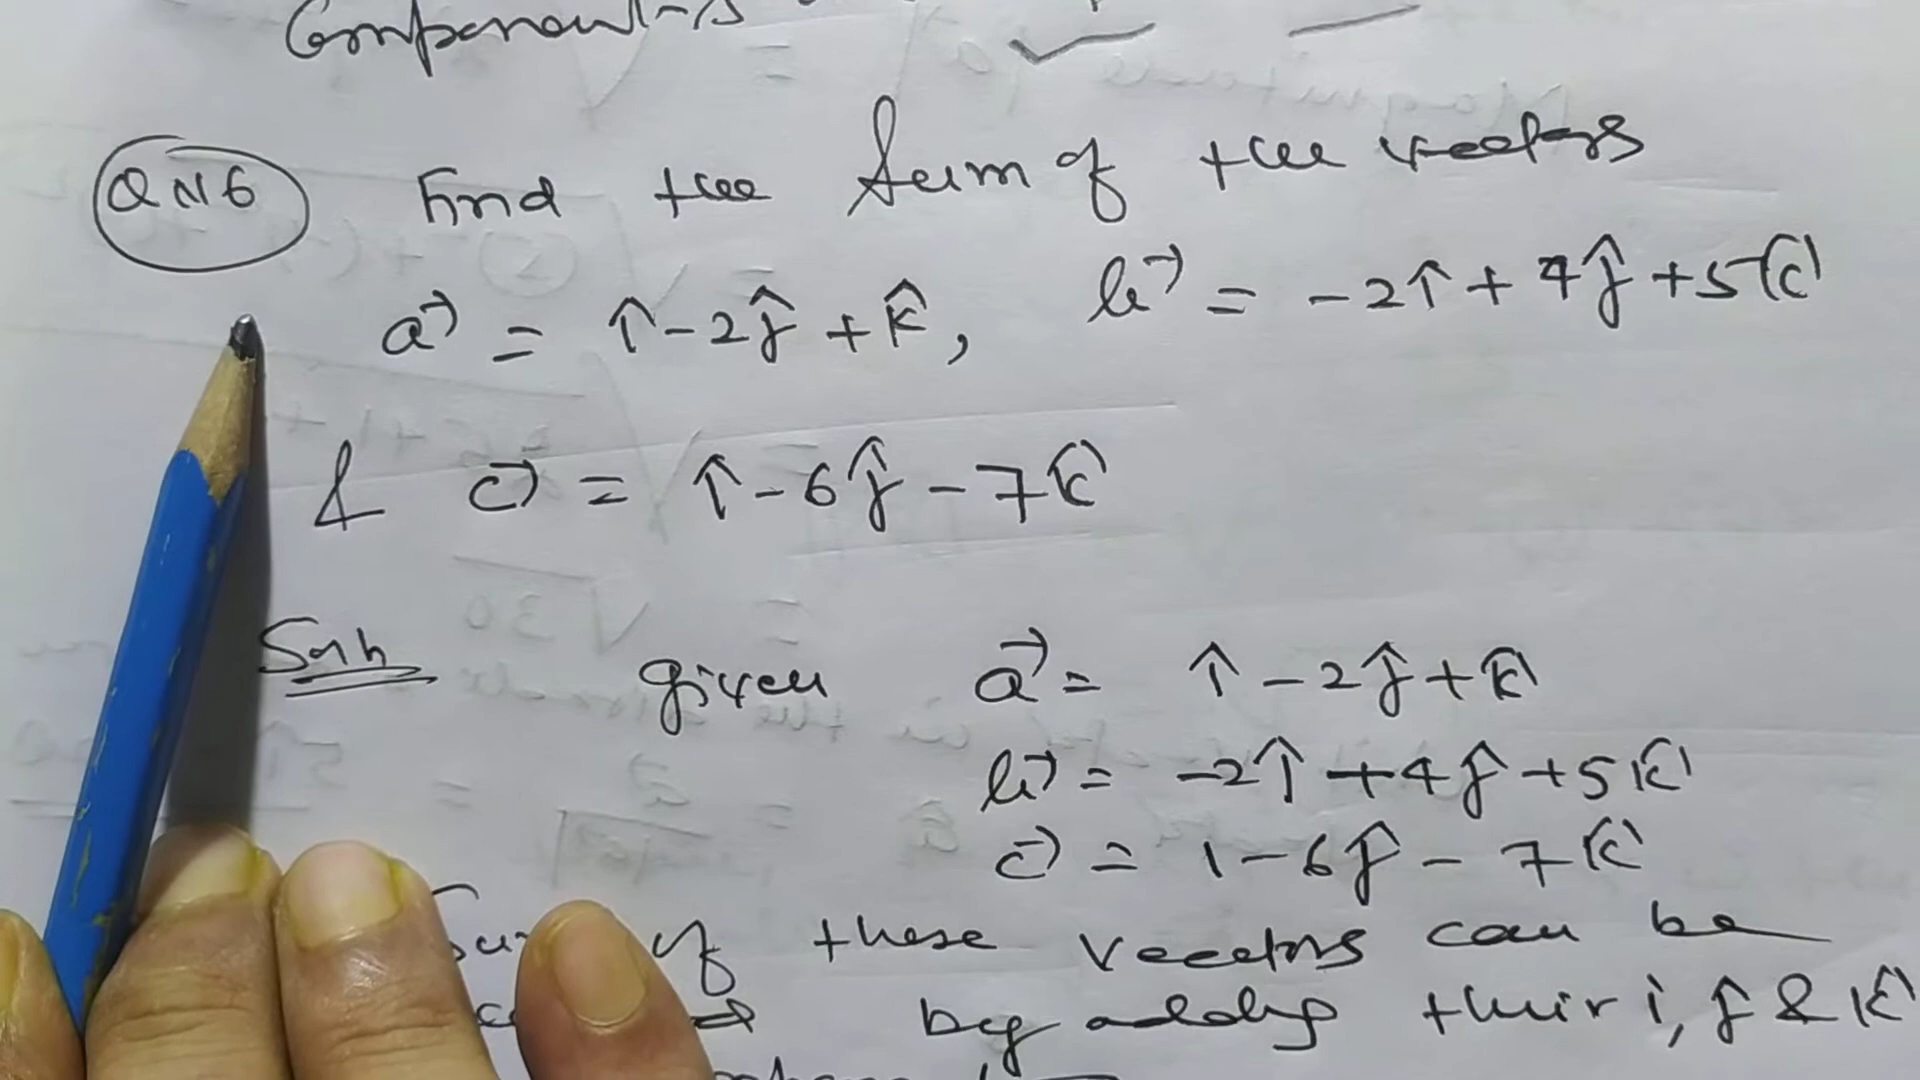 Components
QN6 Find the Sum of the vectors
a⃗ = î - 2ĵ + k̂, b⃗ = -2î + 4ĵ + 5k̂
& c⃗ = î - 6ĵ - 7k̂
Soln given a⃗ = î - 2ĵ + k̂
b⃗ = -2î + 4ĵ + 5k̂
c⃗ = 1 - 6ĵ - 7k̂
of these vectors can be
by adding their i, ĵ & k̂